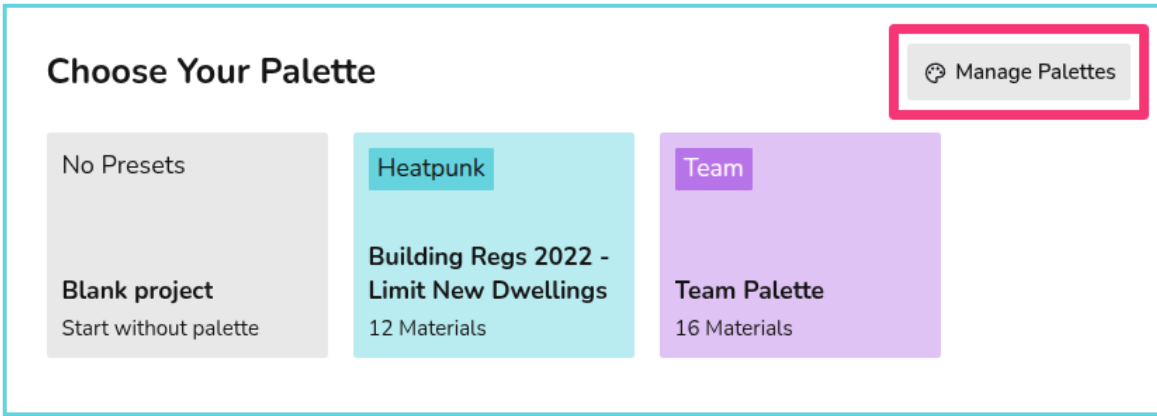 Choose Your Palette
Manage Palettes
No Presets
Blank project
Start without palette
Heatpunk
Building Regs 2022 -
Limit New Dwellings
12 Materials
Team
Team Palette
16 Materials